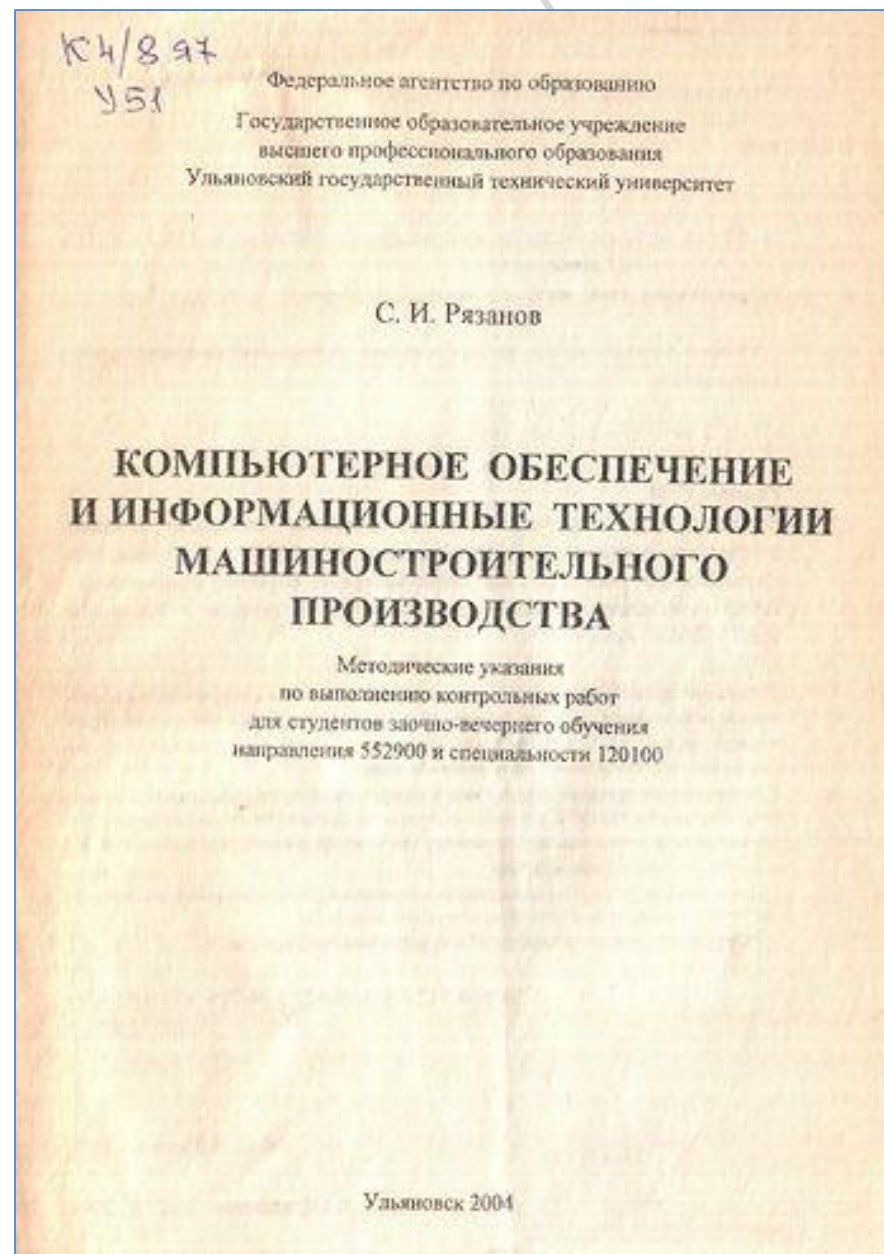 К4/8 97
У51
Федеральное агентство по образованию
Государственное образовательное учреждение
высшего профессионального образования
Ульяновский государственный технический университет
С. И. Рязанов
КОМПЬЮТЕРНОЕ ОБЕСПЕЧЕНИЕ
И ИНФОРМАЦИОННЫЕ ТЕХНОЛОГИИ
МАШИНОСТРОИТЕЛЬНОГО
ПРОИЗВОДСТВА
Методические указания
по выполнению контрольных работ
для студентов заочно-вечернего обучения
направления 552900 и специальности 120100
Ульяновск 2004